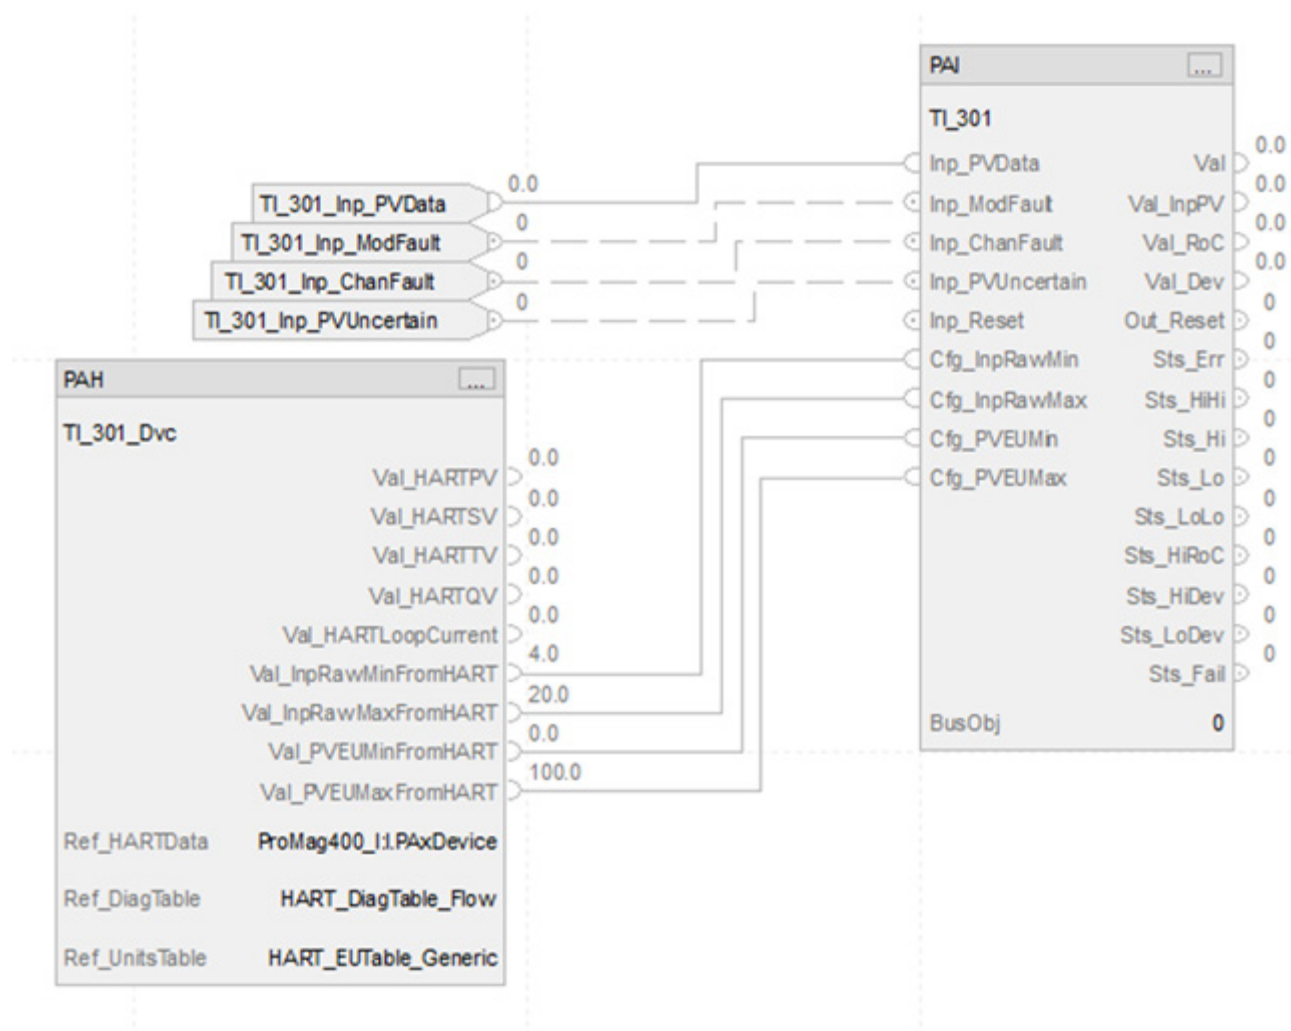 PAI ...
TI_301
Inp_PVData Val 0.0
Inp_ModFault Val_InpPV 0.0
Inp_ChanFault Val_RoC 0.0
Inp_PVUncertain Val_Dev 0.0
Inp_Reset Out_Reset 0
Cfg_InpRawMin Sts_Err 0
Cfg_InpRawMax Sts_HiHi 0
Cfg_PVEUMin Sts_Hi 0
Cfg_PVEUMax Sts_Lo 0
Sts_LoLo 0
Sts_HiRoC 0
Sts_HiDev 0
Sts_LoDev 0
Sts_Fail 0
BusObj 0
TI_301_Inp_PVData 0.0
TI_301_Inp_ModFault 0
TI_301_Inp_ChanFault 0
TI_301_Inp_PVUncertain 0
PAH ...
TI_301_Dvc
Val_HARTPV 0.0
Val_HARTSV 0.0
Val_HARTTV 0.0
Val_HARTQV 0.0
Val_HARTLoopCurrent 0.0
Val_InpRawMinFromHART 4.0
Val_InpRawMaxFromHART 20.0
Val_PVEUMinFromHART 0.0
Val_PVEUMaxFromHART 100.0
Ref_HARTData ProMag400_I:I.PAxDevice
Ref_DiagTable HART_DiagTable_Flow
Ref_UnitsTable HART_EUTable_Generic